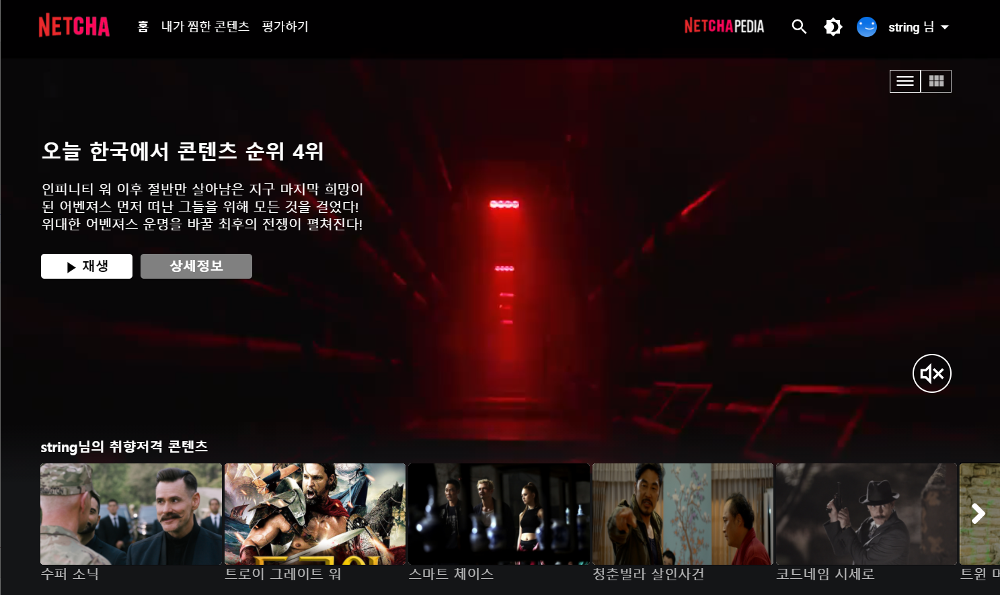 NETCHA 홈 내가 찜한 콘텐츠 평가하기 NETCHAPEDIA string 님
오늘 한국에서 콘텐츠 순위 4위
인피니티 워 이후 절반만 살아남은 지구 마지막 희망이
된 어벤져스 먼저 떠난 그들을 위해 모든 것을 걸었다!
위대한 어벤져스 운명을 바꿀 최후의 전쟁이 펼쳐진다!
재생 상세정보
string님의 취향저격 콘텐츠
수퍼 소닉 트로이 그레이트 워 스마트 체이스 청춘빌라 살인사건 코드네임 시세로 트윈